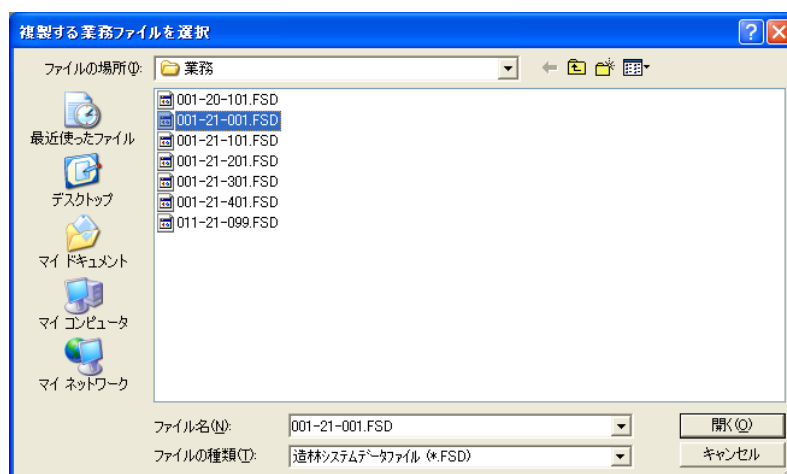 複製する業務ファイルを選択
ファイルの場所(I):
業務
001-20-101.FSD
001-21-001.FSD
001-21-101.FSD
001-21-201.FSD
001-21-301.FSD
001-21-401.FSD
011-21-099.FSD
最近使ったファイル
デスクトップ
マイ ドキュメント
マイ コンピュータ
マイ ネットワーク
ファイル名(N): 001-21-001.FSD 開く(O)
ファイルの種類(T): 造林システムデータファイル (*.FSD) キャンセル